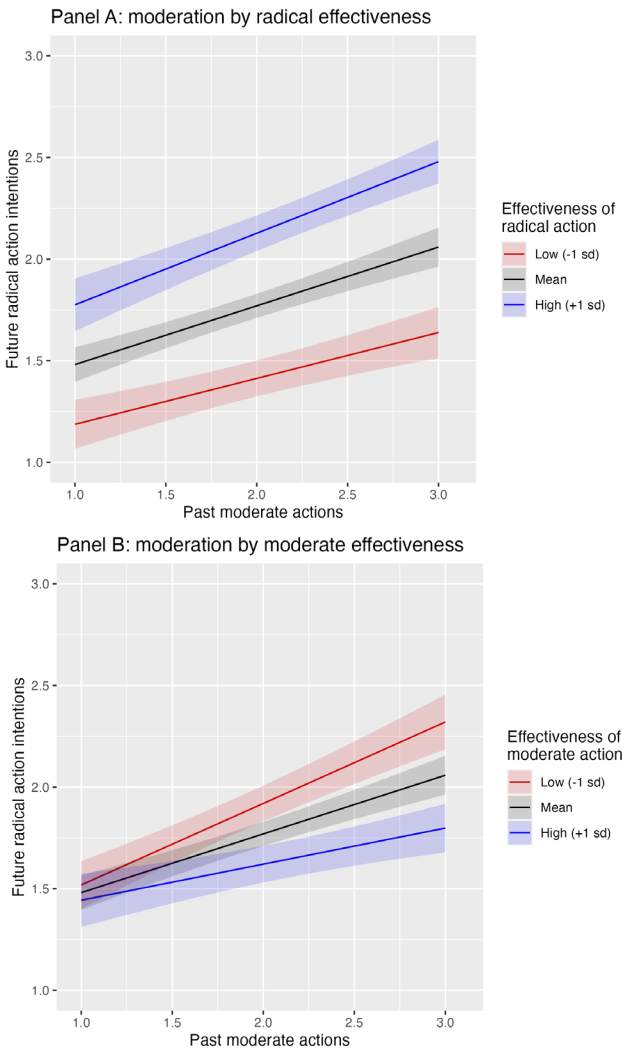 Panel A: moderation by radical effectiveness
3.0
2.5
2.0
1.5
1.0
Future radical action intentions
1.0 1.5 2.0 2.5 3.0
Past moderate actions
Effectiveness of
radical action
Low (-1 sd)
Mean
High (+1 sd)
Panel B: moderation by moderate effectiveness
3.0
2.5
2.0
1.5
1.0
Future radical action intentions
1.0 1.5 2.0 2.5 3.0
Past moderate actions
Effectiveness of
moderate action
Low (-1 sd)
Mean
High (+1 sd)